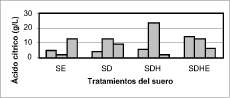 Ácido cítrico (g/L)
30
20
10
0
SE SD SDH SDHE
Tratamientos del suero